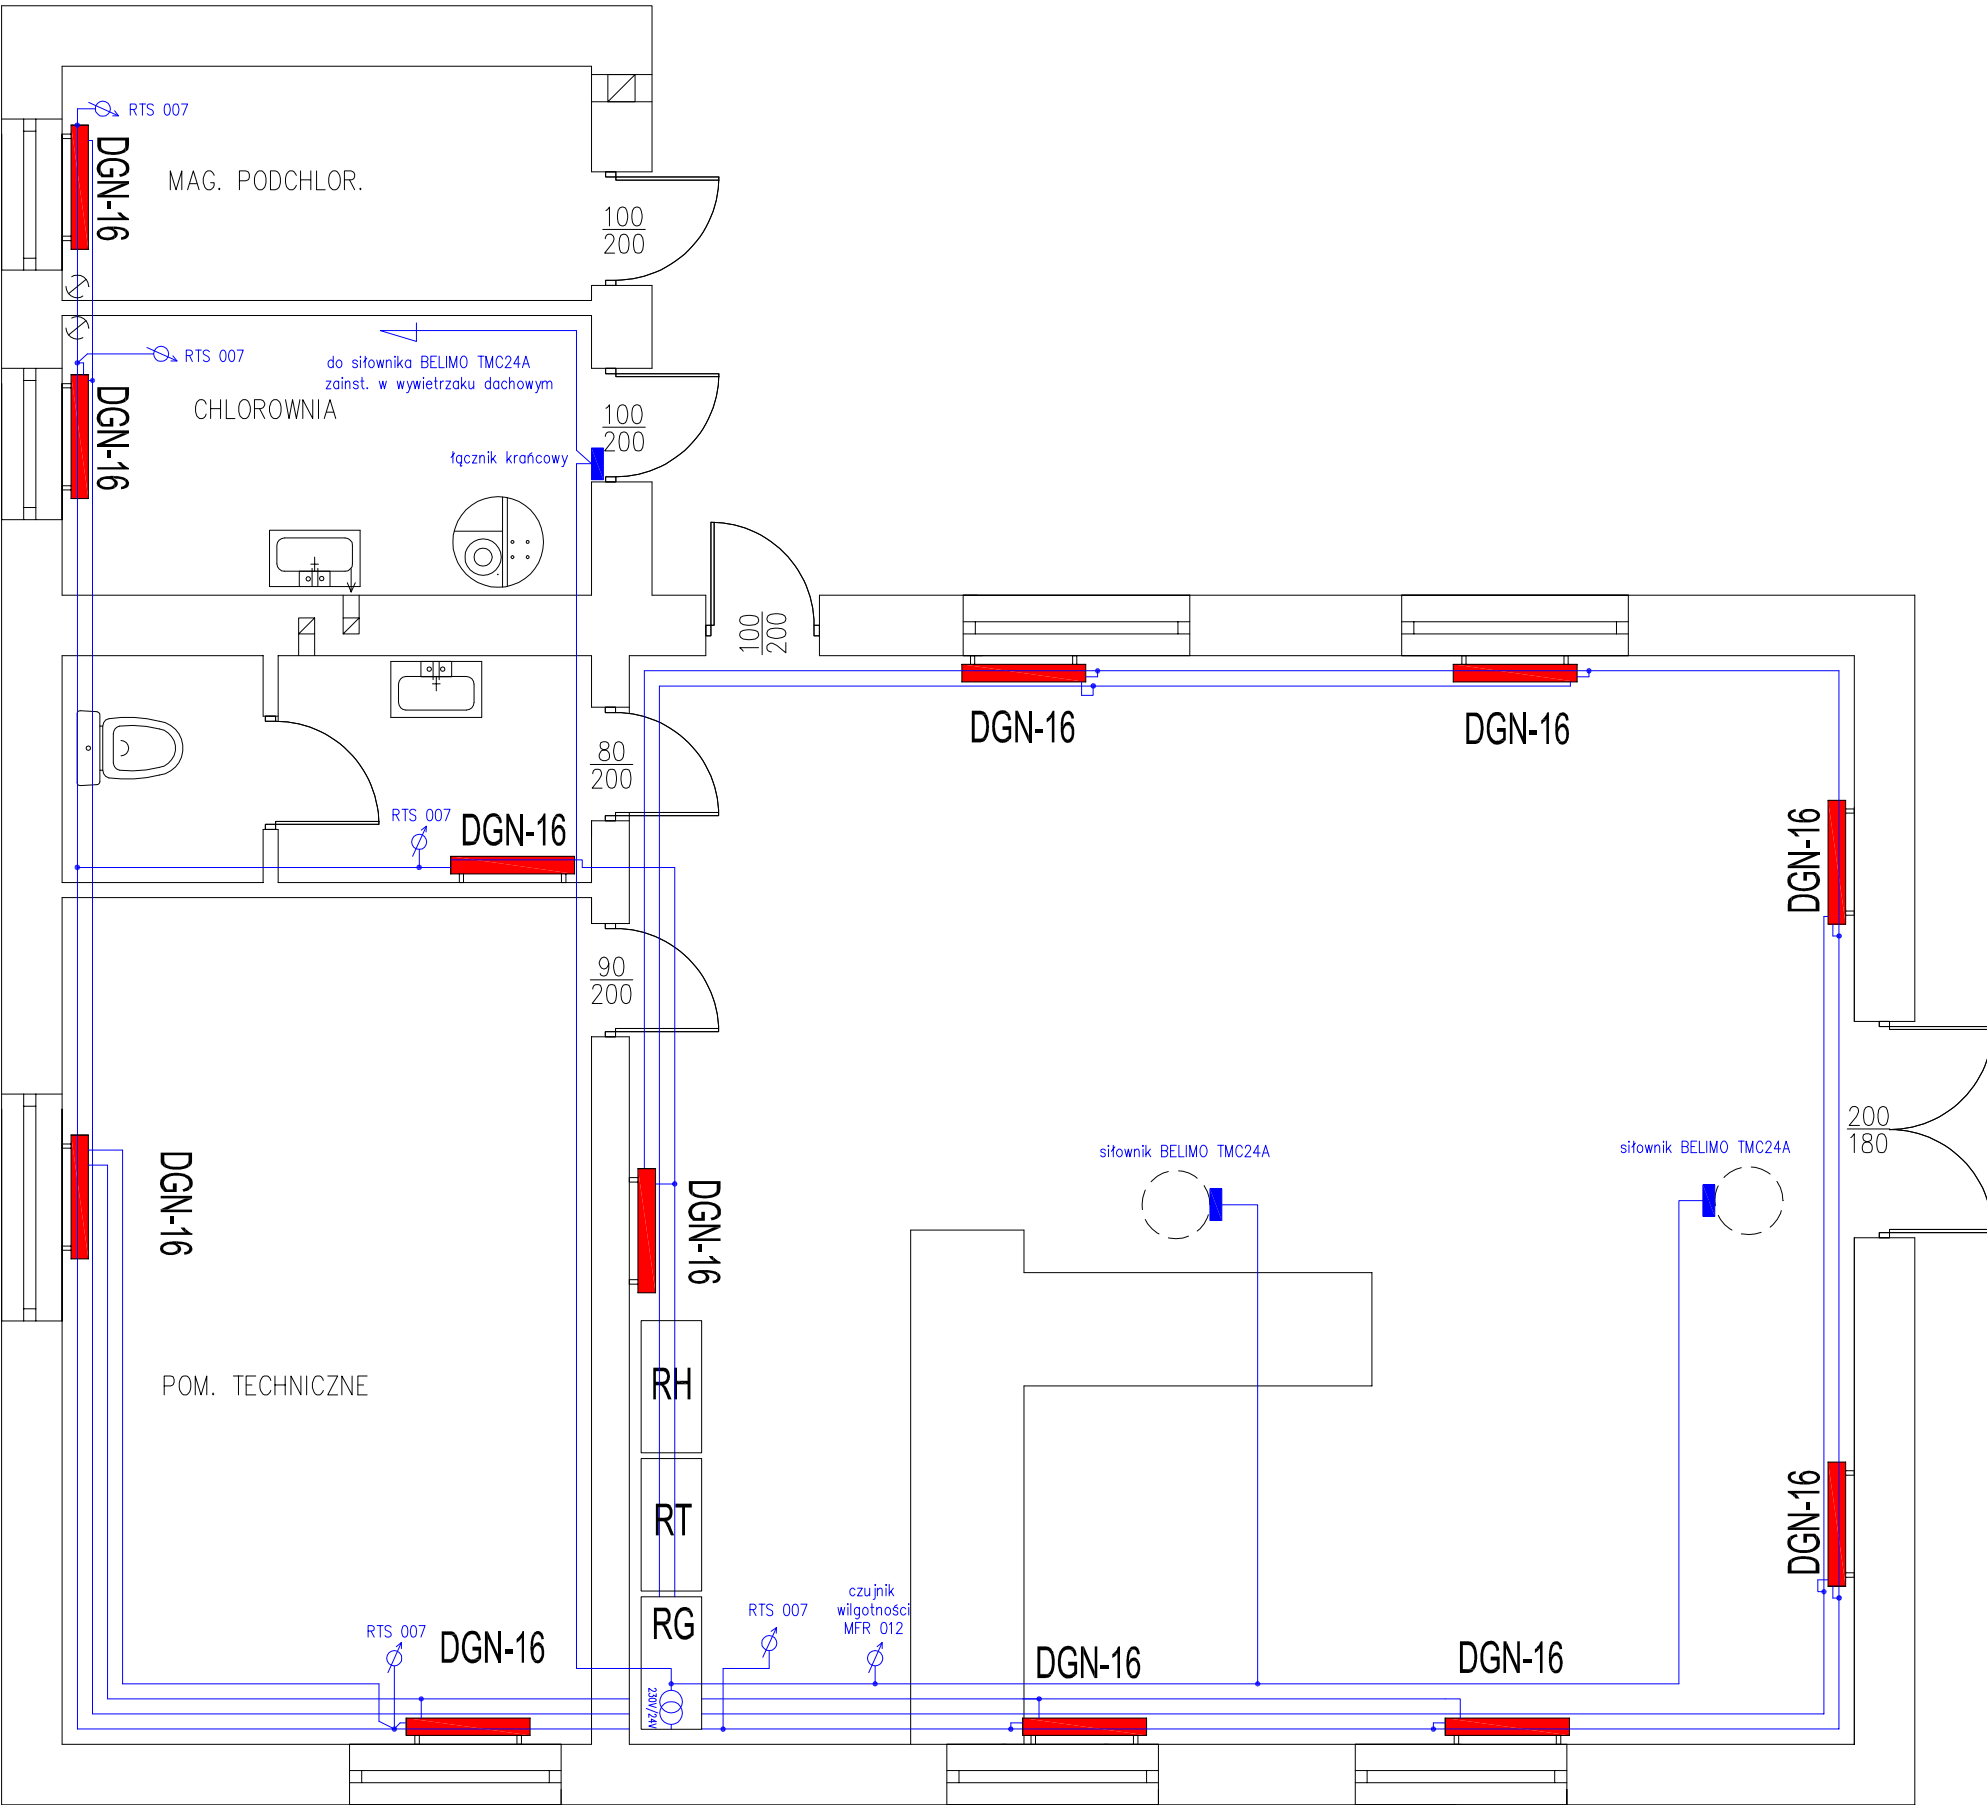 RTS 007
DGN-16
MAG. PODCHLOR.
100
200
RTS 007
do siłownika BELIMO TMC24A
zainst. w wywietrzaku dachowym
DGN-16
CHLOROWNIA
100
200
łącznik krańcowy
100
200
DGN-16
DGN-16
80
200
RTS 007
DGN-16
DGN-16
90
200
200
180
siłownik BELIMO TMC24A
siłownik BELIMO TMC24A
DGN-16
DGN-16
POM. TECHNICZNE
RH
RT
DGN-16
RG
230V/24V
RTS 007
DGN-16
RTS 007
czujnik
wilgotności
MFR 012
DGN-16
DGN-16